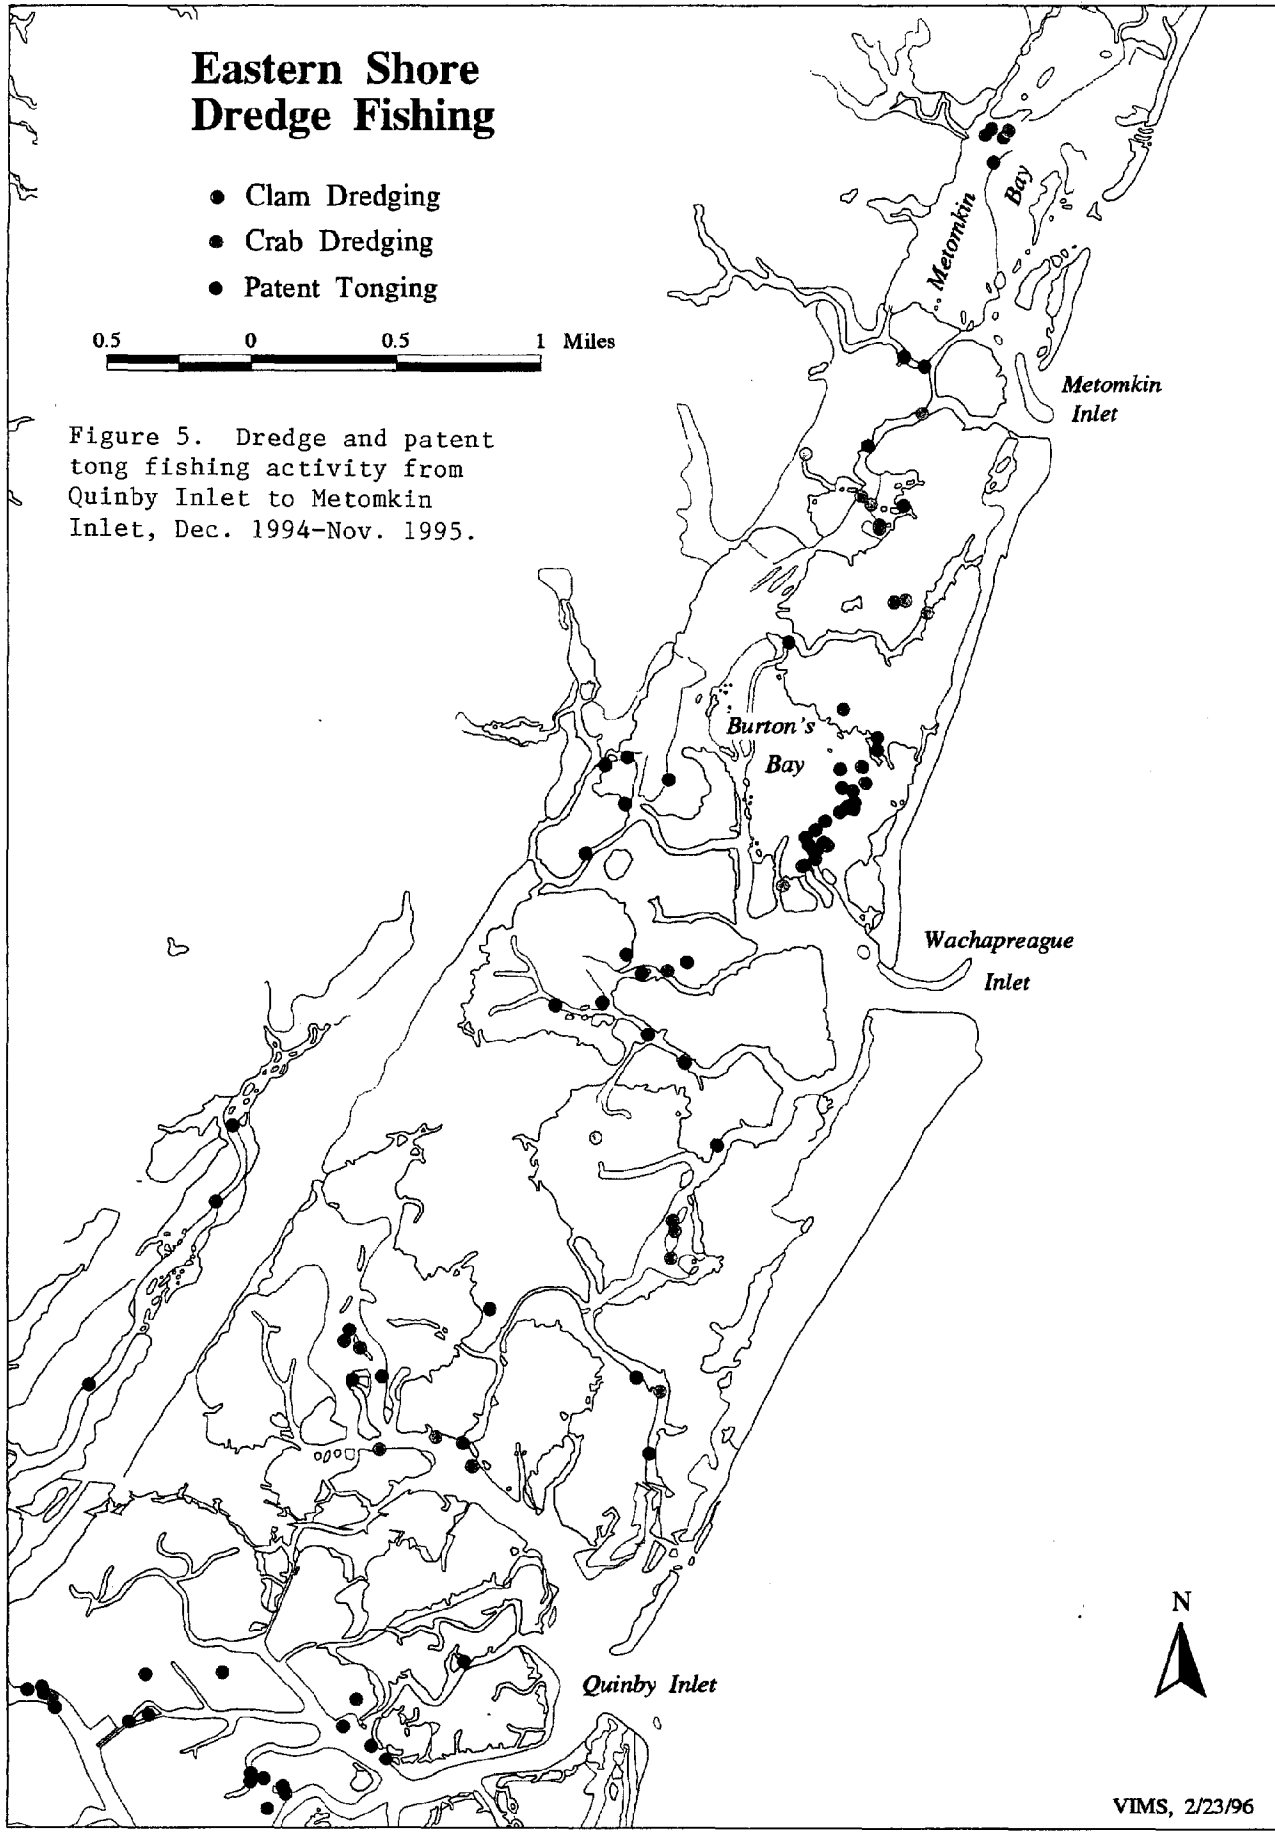 Eastern Shore
Dredge Fishing
Clam Dredging
Crab Dredging
Patent Tonging
0.5 0 0.5 1 Miles
Figure 5. Dredge and patent
tong fishing activity from
Quinby Inlet to Metomkin
Inlet, Dec. 1994-Nov. 1995.
Metomkin
Bay
Metomkin
Inlet
Burton's
Bay
Wachapreague
Inlet
Quinby Inlet
N
VIMS, 2/23/96